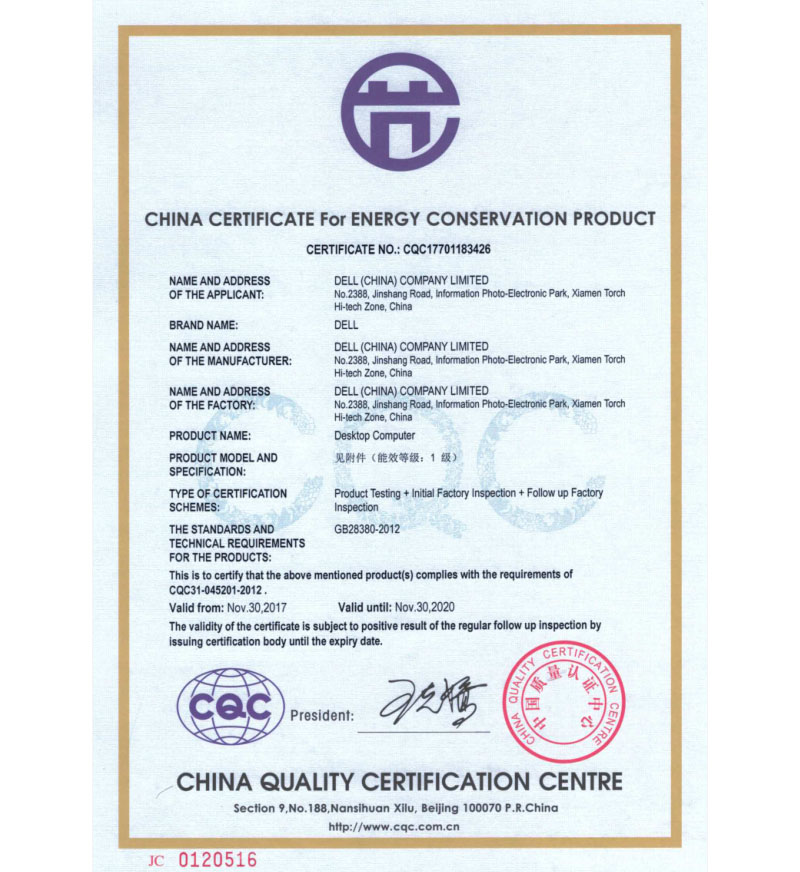 CHINA CERTIFICATE For ENERGY CONSERVATION PRODUCT
CERTIFICATE NO.: CQC17701183426
NAME AND ADDRESS
OF THE APPLICANT:
DELL (CHINA) COMPANY LIMITED
No.2388, Jinshang Road, Information Photo-Electronic Park, Xiamen Torch
Hi-tech Zone, China
BRAND NAME:
DELL
NAME AND ADDRESS
OF THE MANUFACTURER:
DELL (CHINA) COMPANY LIMITED
No.2388, Jinshang Road, Information Photo-Electronic Park, Xiamen Torch
Hi-tech Zone, China
NAME AND ADDRESS
OF THE FACTORY:
DELL (CHINA) COMPANY LIMITED
No.2388, Jinshang Road, Information Photo-Electronic Park, Xiamen Torch
Hi-tech Zone, China
PRODUCT NAME:
Desktop Computer
PRODUCT MODEL AND
SPECIFICATION:
见附件（能效等级：1 级）
TYPE OF CERTIFICATION
SCHEMES:
Product Testing + Initial Factory Inspection + Follow up Factory
Inspection
THE STANDARDS AND
TECHNICAL REQUIREMENTS
FOR THE PRODUCTS:
GB28380-2012
This is to certify that the above mentioned product(s) complies with the requirements of
CQC31-045201-2012 .
Valid from: Nov.30,2017 Valid until: Nov.30,2020
The validity of the certificate is subject to positive result of the regular follow up inspection by
issuing certification body until the expiry date.
CQC
CQC
President:
CHINA QUALITY CERTIFICATION CENTRE
中国质量认证中心
CHINA QUALITY CERTIFICATION CENTRE
Section 9,No.188,Nansihuan Xilu, Beijing 100070 P.R.China
http://www.cqc.com.cn
JC 0120516